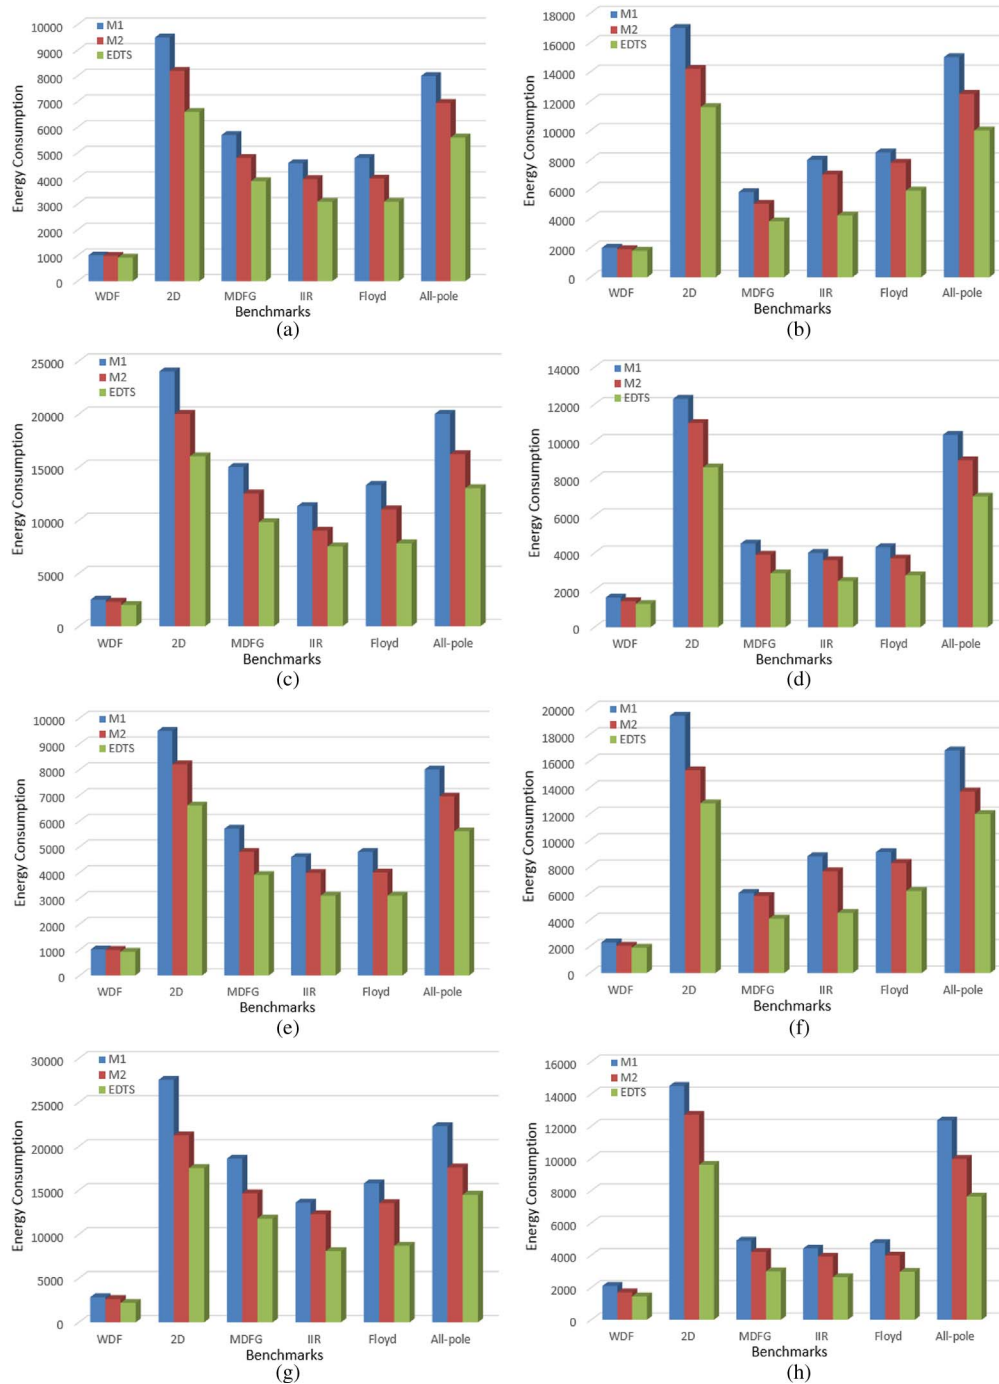 M1
M2
EDTS
Energy Consumption
10000
9000
8000
7000
6000
5000
4000
3000
2000
1000
0
WDF 2D MDFG IIR Floyd All-pole
Benchmarks
(a)
M1
M2
EDTS
Energy Consumption
18000
16000
14000
12000
10000
8000
6000
4000
2000
0
WDF 2D MDFG IIR Floyd All-pole
Benchmarks
(b)
M1
M2
EDTS
Energy Consumption
25000
20000
15000
10000
5000
0
WDF 2D MDFG IIR Floyd All-pole
Benchmarks
(c)
M1
M2
EDTS
Energy Consumption
14000
12000
10000
8000
6000
4000
2000
0
WDF 2D MDFG IIR Floyd All-pole
Benchmarks
(d)
M1
M2
EDTS
Energy Consumption
10000
9000
8000
7000
6000
5000
4000
3000
2000
1000
0
WDF 2D MDFG IIR Floyd All-pole
Benchmarks
(e)
M1
M2
EDTS
Energy Consumption
20000
18000
16000
14000
12000
10000
8000
6000
4000
2000
0
WDF 2D MDFG IIR Floyd All-pole
Benchmarks
(f)
M1
M2
EDTS
Energy Consumption
30000
25000
20000
15000
10000
5000
0
WDF 2D MDFG IIR Floyd All-pole
Benchmarks
(g)
M1
M2
EDTS
Energy Consumption
16000
14000
12000
10000
8000
6000
4000
2000
0
WDF 2D MDFG IIR Floyd All-pole
Benchmarks
(h)